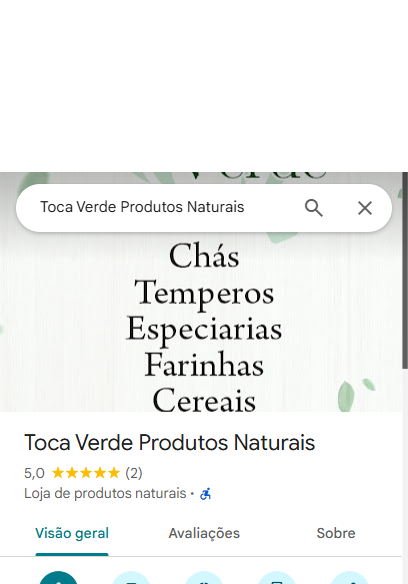 Toca Verde Produtos Naturais
Chás
Temperos
Especiarias
Farinhas
Cereais
Toca Verde Produtos Naturais
5,0 ★★★★★ (2)
Loja de produtos naturais ·
Visão geral Avaliações Sobre